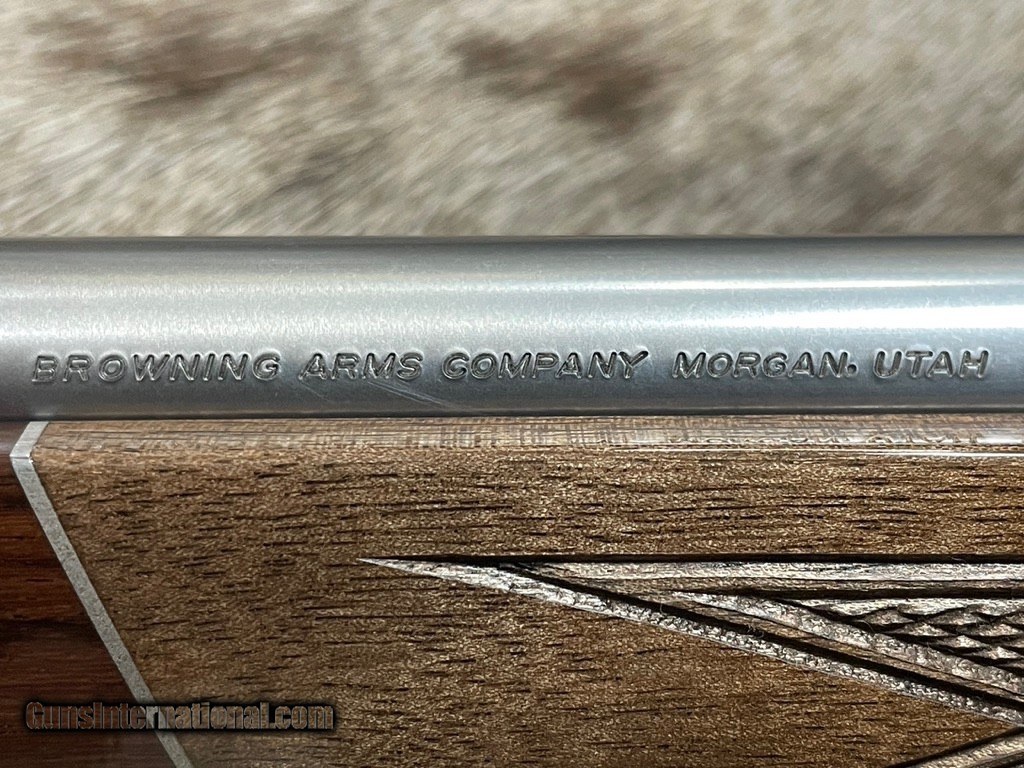 BROWNING ARMS COMPANY MORGAN. UTAH
GunsInternational.com